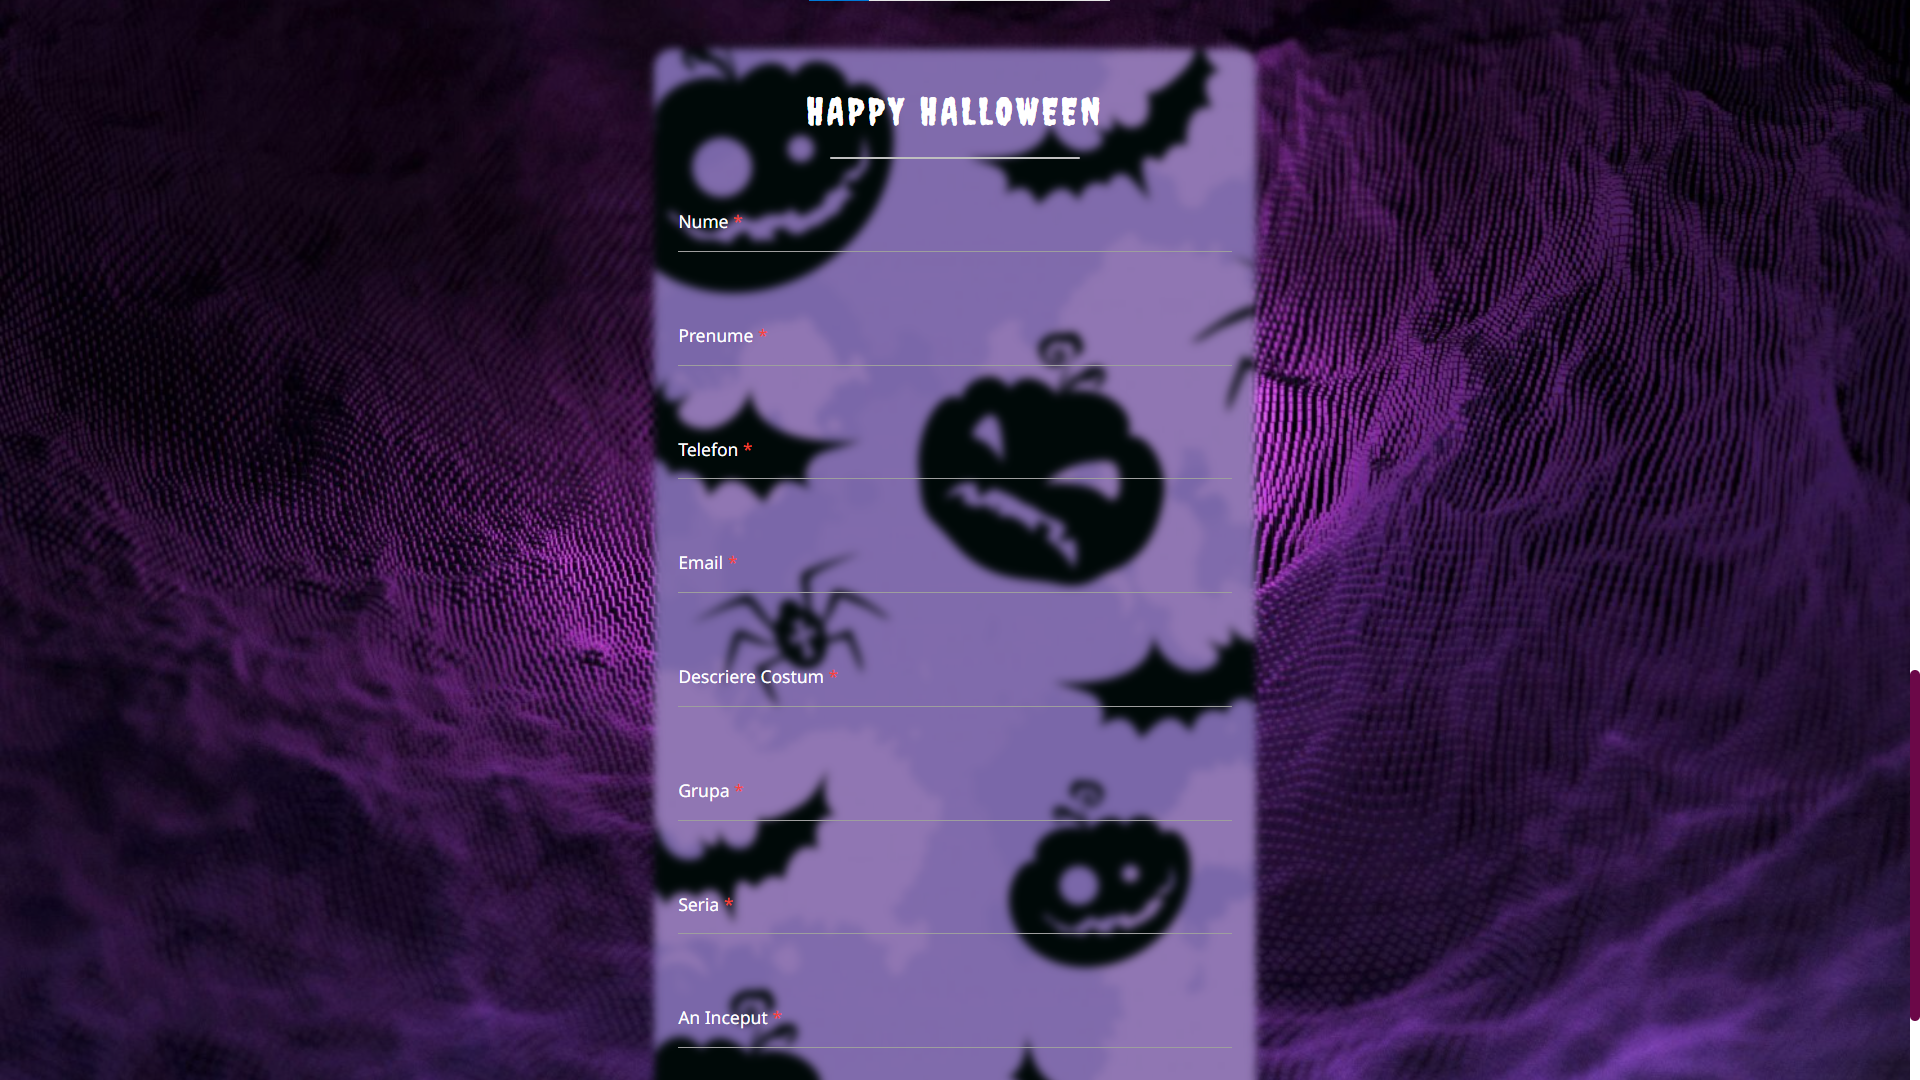 HAPPY HALLOWEEN
Nume *
Prenume *
Telefon *
Email *
Descriere Costum *
Grupa *
Seria *
An Inceput *